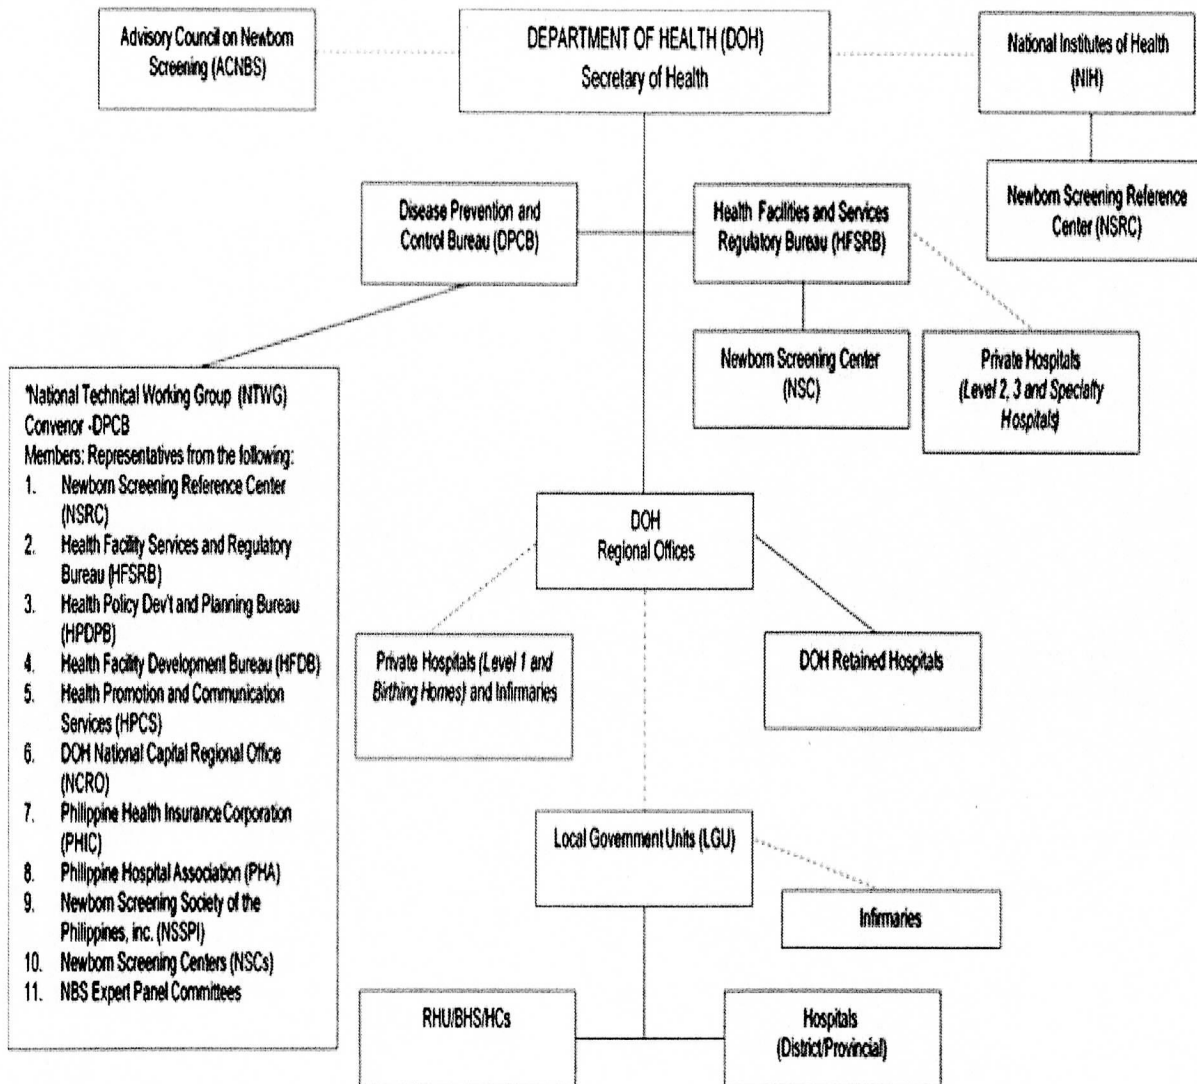 Advisory Council on Newborn
Screening (ACNBS)
DEPARTMENT OF HEALTH (DOH)
Secretary of Health
National Institutes of Health
(NIH)
Newborn Screening Reference
Center (NSRC)
Disease Prevention and
Control Bureau (DPCB)
Health Facilities and Services
Regulatory Bureau (HFSRB)
Newborn Screening Center
(NSC)
Private Hospitals
(Level 2, 3 and Specialty
Hospitals)
*National Technical Working Group (NTWG)
Convenor -DPCB
Members: Representatives from the following:
1. Newborn Screening Reference Center
(NSRC)
2. Health Facility Services and Regulatory
Bureau (HFSRB)
3. Health Policy Dev't and Planning Bureau
(HPDPB)
4. Health Facility Development Bureau (HFDB)
5. Health Promotion and Communication
Services (HPCS)
6. DOH National Capital Regional Office
(NCRO)
7. Philippine Health Insurance Corporation
(PHIC)
8. Philippine Hospital Association (PHA)
9. Newborn Screening Society of the
Philippines, inc. (NSSPI)
10. Newborn Screening Centers (NSCs)
11. NBS Expert Panel Committees
DOH
Regional Offices
Private Hospitals (Level 1 and
Birthing Homes) and Infirmaries
DOH Retained Hospitals
Local Government Units (LGU)
Infirmaries
RHU/BHS/HCs
Hospitals
(District/Provincial)